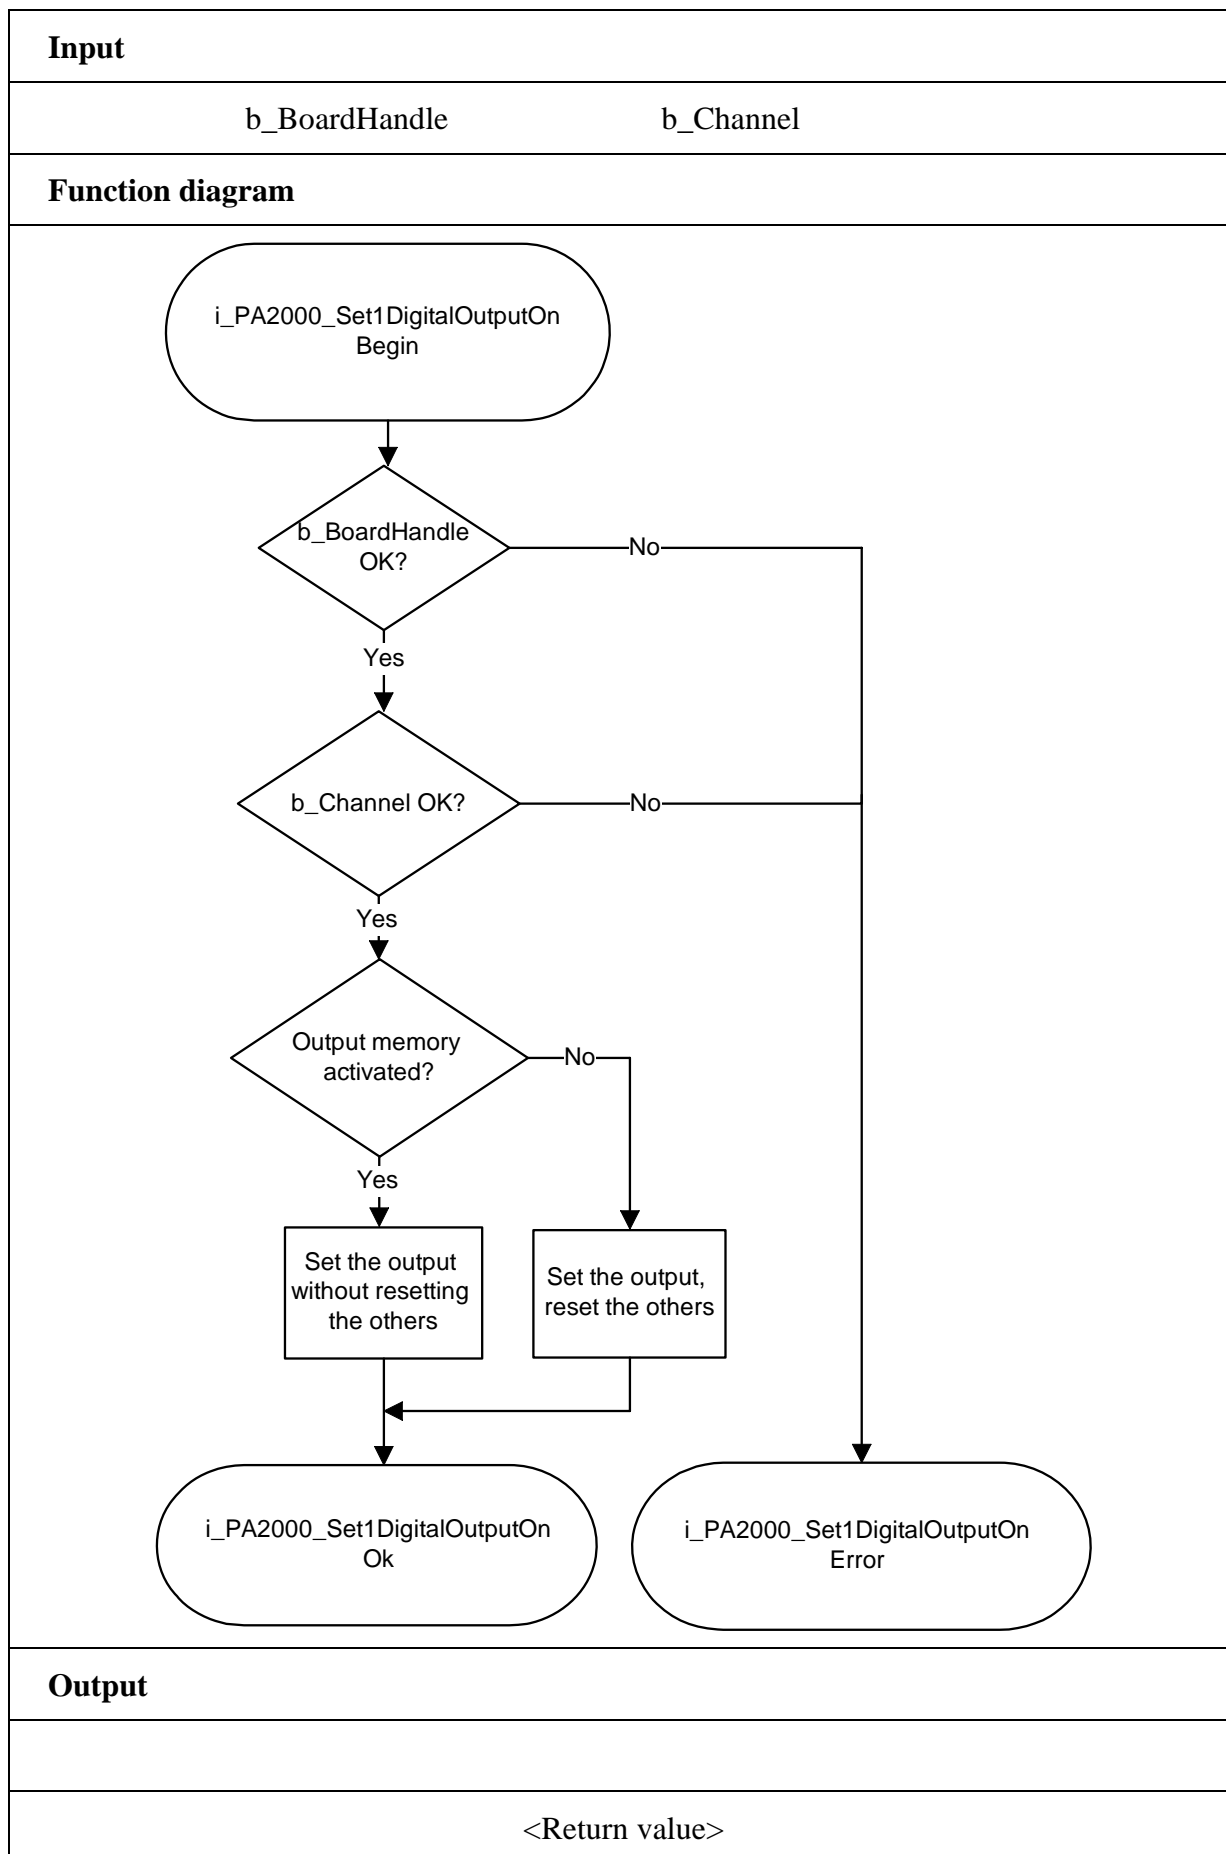 Input
b_BoardHandle b_Channel
Function diagram
i_PA2000_Set1DigitalOutputOn
Begin
b_BoardHandle
OK?
No
Yes
b_Channel OK?
No
Yes
Output memory
activated?
No
Yes
Set the output
without resetting
the others
Set the output,
reset the others
i_PA2000_Set1DigitalOutputOn
Ok
i_PA2000_Set1DigitalOutputOn
Error
Output
<Return value>